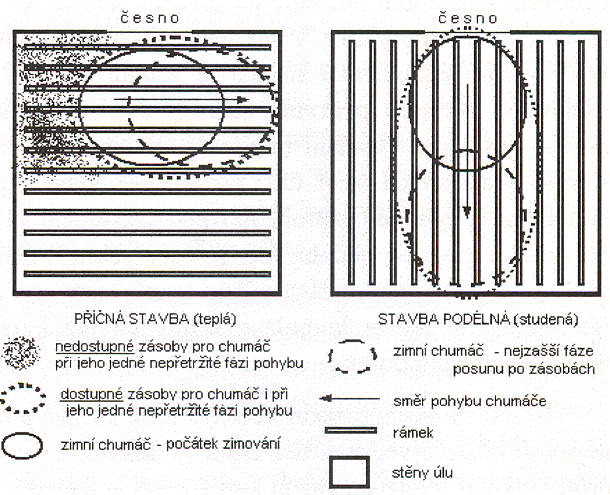 česno
česno
PŘÍČNÁ STAVBA (teplá)
nedostupné zásoby pro chumáč
při jeho jedné nepřetržité fázi pohybu
dostupné zásoby pro chumáč i při
jeho jedné nepřetržité fázi pohybu
zimní chumáč - počátek zimování
STAVBA PODÉLNÁ (studená)
zimní chumáč - nejzašší fáze
posunu po zásobách
směr pohybu chumáče
rámek
stěny úlu